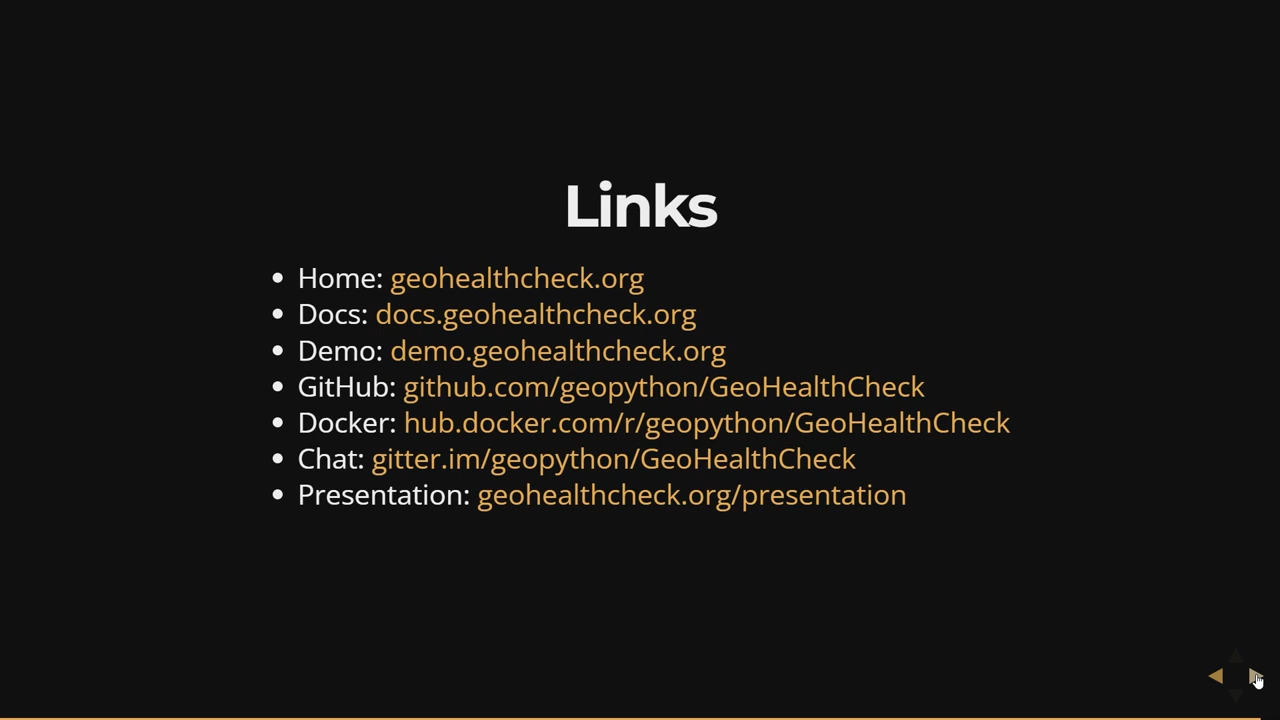 Links
Home: geohealthcheck.org
Docs: docs.geohealthcheck.org
Demo: demo.geohealthcheck.org
GitHub: github.com/geopython/GeoHealthCheck
Docker: hub.docker.com/r/geopython/GeoHealthCheck
Chat: gitter.im/geopython/GeoHealthCheck
Presentation: geohealthcheck.org/presentation